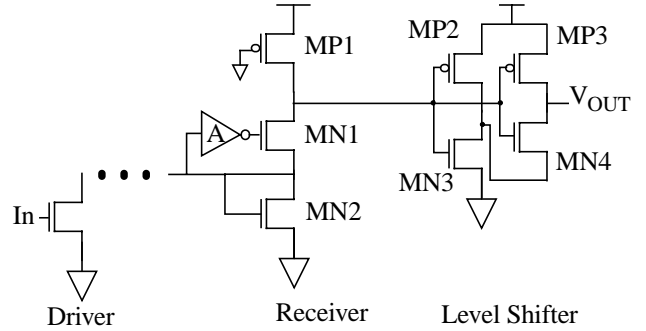 MP2
MP1
MP3
V_OUT
A
MN1
MN3
MN4
In
MN2
Driver
Receiver
Level Shifter